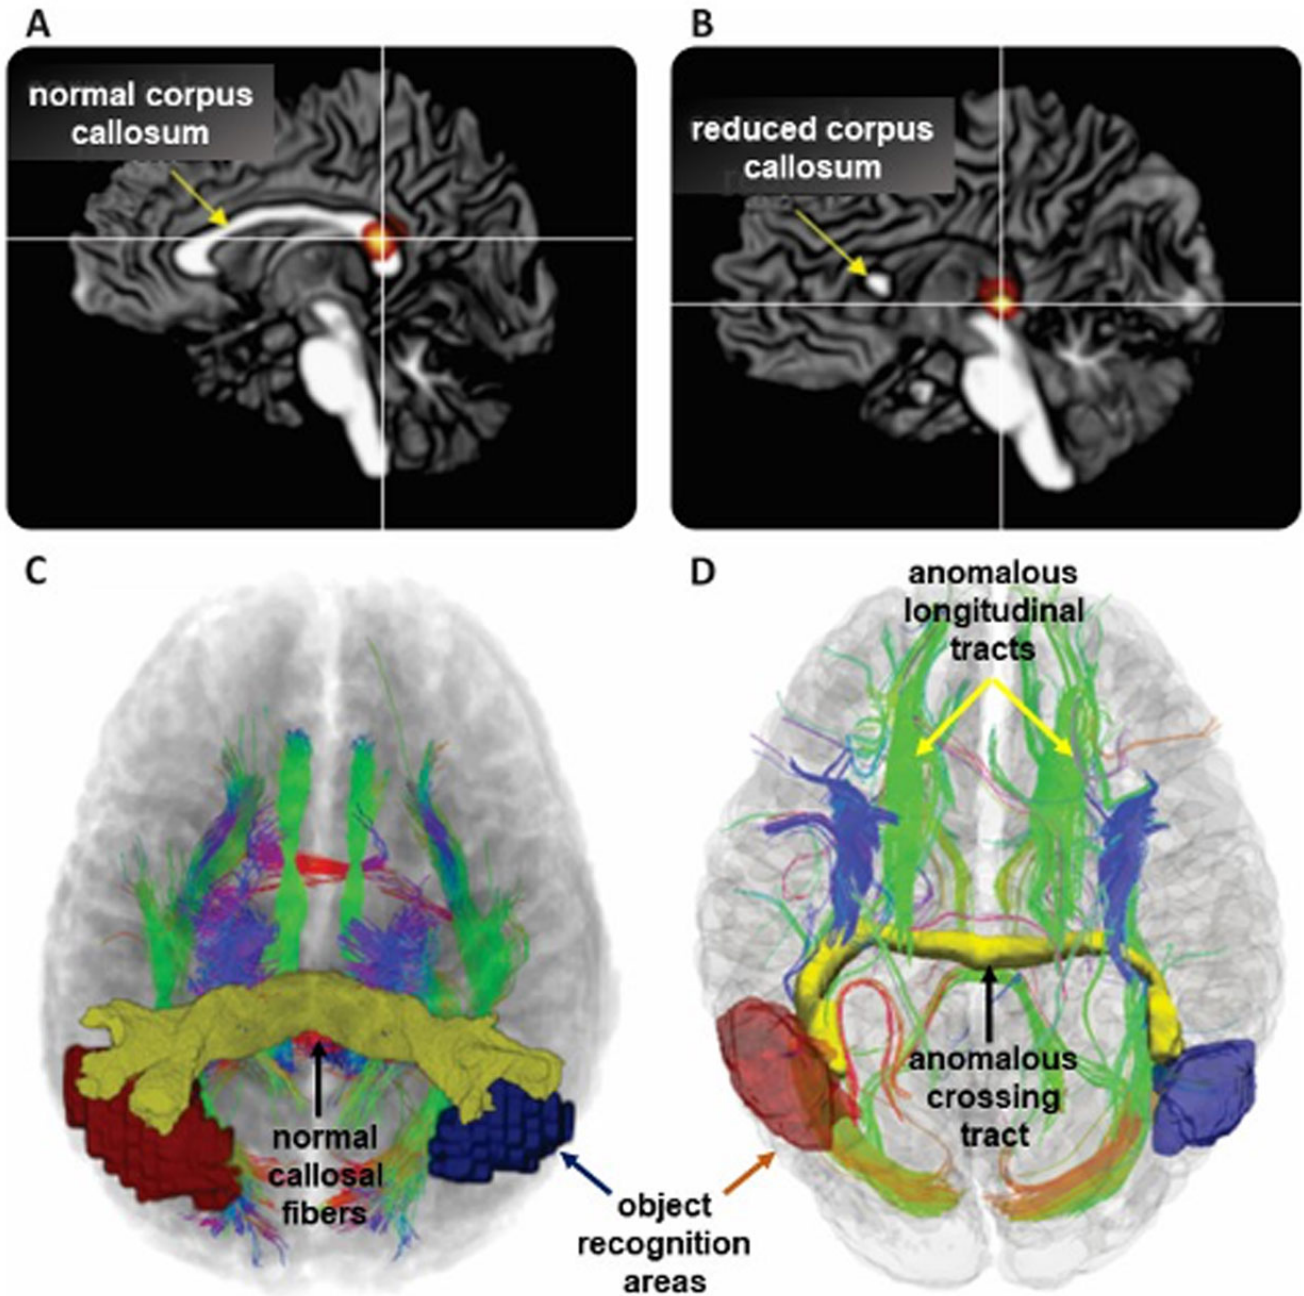 A
B
normal corpus
callosum
reduced corpus
callosum
C
D
anomalous
longitudinal
tracts
normal
callosal
fibers
anomalous
crossing
tract
object
recognition
areas